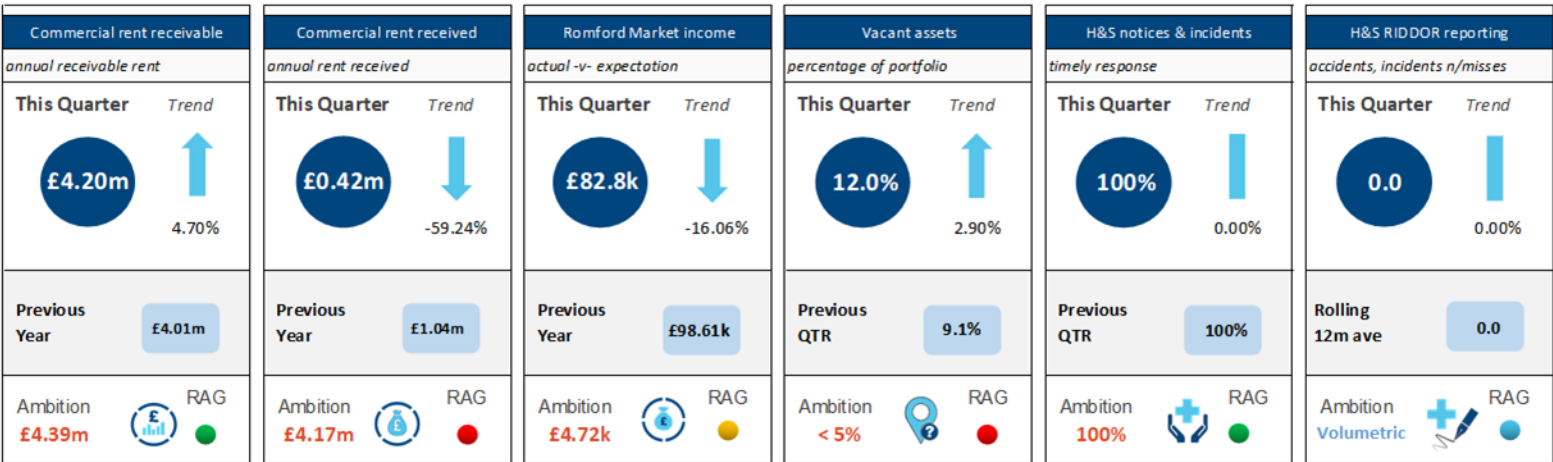 Commercial rent receivable
annual receivable rent
This Quarter Trend
£4.20m
4.70%
Previous
Year
£4.01m
Ambition
£4.39m
£
RAG
Commercial rent received
annual rent received
This Quarter Trend
£0.42m
-59.24%
Previous
Year
£1.04m
Ambition
£4.17m
£
RAG
Romford Market income
actual -v- expectation
This Quarter Trend
£82.8k
-16.06%
Previous
Year
£98.61k
Ambition
£4.72k
£
RAG
Vacant assets
percentage of portfolio
This Quarter Trend
12.0%
2.90%
Previous
QTR
9.1%
Ambition
< 5%
?
RAG
H&S notices & incidents
timely response
This Quarter Trend
100%
0.00%
Previous
QTR
100%
Ambition
100%
RAG
H&S RIDDOR reporting
accidents, incidents n/misses
This Quarter Trend
0.0
0.00%
Rolling
12m ave
0.0
Ambition
Volumetric
RAG